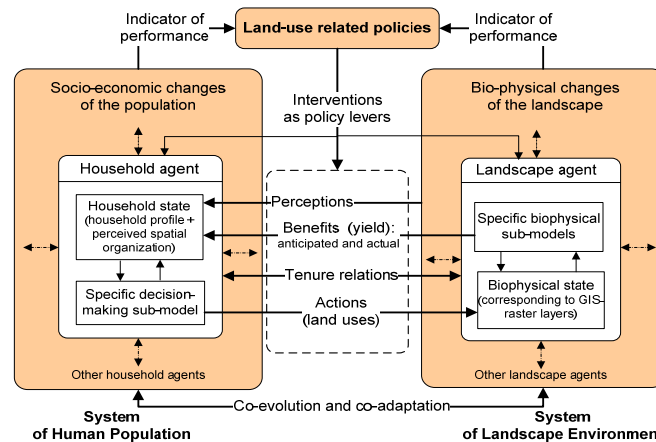 Indicator of
performance
Land-use related policies
Indicator of
performance
Socio-economic changes
of the population
Interventions
as policy levers
Bio-physical changes
of the landscape
Household agent
Landscape agent
Household state
(household profile +
perceived spatial
organization)
Perceptions
Benefits (yield):
anticipated and actual
Specific biophysical
sub-models
Tenure relations
Specific decision-
making sub-model
Actions
(land uses)
Biophysical state
(corresponding to GIS-
raster layers)
Other household agents
Other landscape agents
Co-evolution and co-adaptation
System
of Human Population
System
of Landscape Environment